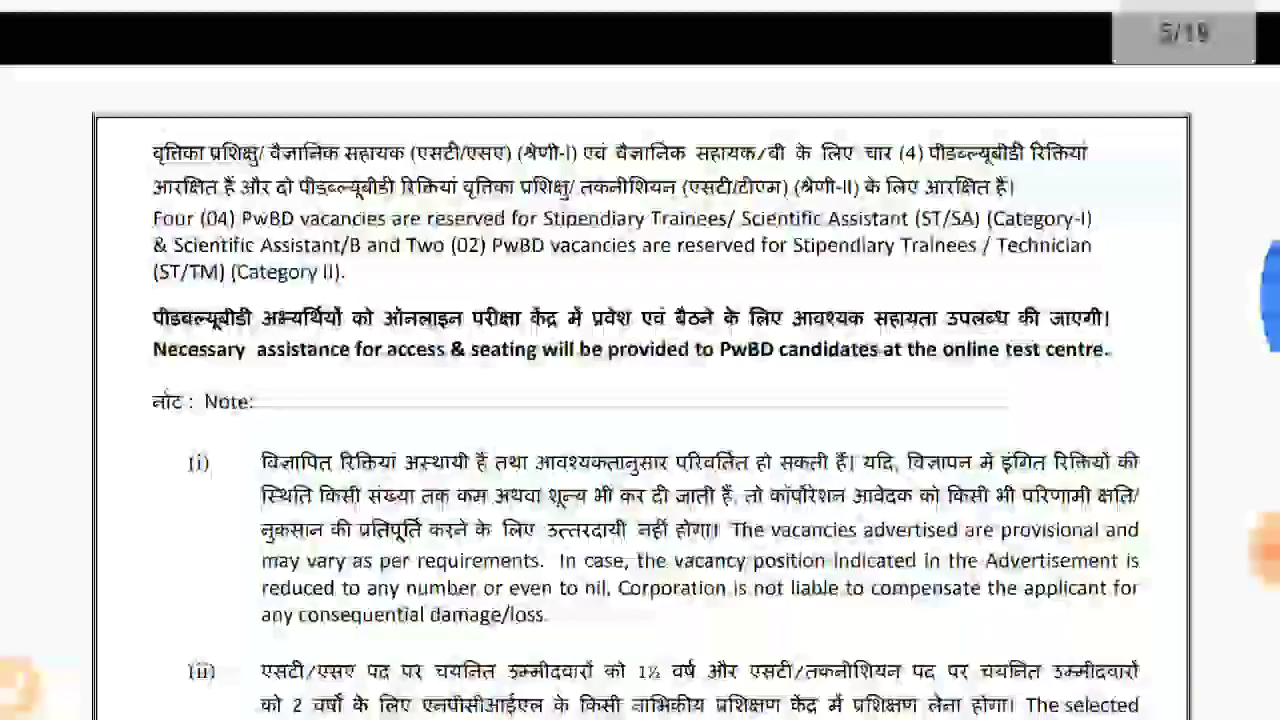 5/19
वृत्तिका प्रशिक्षु/ वैज्ञानिक सहायक (एसटी/एसए) (श्रेणी-I) एवं वैज्ञानिक सहायक/बी के लिए चार (4) पीडब्ल्यूबीडी रिक्तियां
आरक्षित हैं और दो पीडब्ल्यूबीडी रिक्तियां वृत्तिका प्रशिक्षु/ तकनीशियन (एसटी/टीएम) (श्रेणी-II) के लिए आरक्षित हैं।
Four (04) PwBD vacancies are reserved for Stipendiary Trainees/ Scientific Assistant (ST/SA) (Category-I)
& Scientific Assistant/B and Two (02) PwBD vacancies are reserved for Stipendiary Trainees / Technician
(ST/TM) (Category II).
पीडबल्यूबीडी अभ्यर्थियों को ऑनलाइन परीक्षा केंद्र में प्रवेश एवं बैठने के लिए आवश्यक सहायता उपलब्ध की जाएगी।
Necessary assistance for access & seating will be provided to PwBD candidates at the online test centre.
नोट : Note:
(i) विज्ञापित रिक्तियां अस्थायी हैं तथा आवश्यकतानुसार परिवर्तित हो सकती हैं। यदि, विज्ञापन में इंगित रिक्तियों की
स्थिति किसी संख्या तक कम अथवा शून्य भी कर दी जाती हैं, तो कॉर्पोरेशन आवेदक को किसी भी परिणामी क्षति/
नुकसान की प्रतिपूर्ति करने के लिए उत्तरदायी नहीं होगा। The vacancies advertised are provisional and
may vary as per requirements. In case, the vacancy position indicated in the Advertisement is
reduced to any number or even to nil, Corporation is not liable to compensate the applicant for
any consequential damage/loss.
(ii) एसटी/एसए पद पर चयनित उम्मीदवारों को 1½ वर्ष और एसटी/तकनीशियन पद पर चयनित उम्मीदवारों
को 2 वर्षों के लिए एनपीसीआईएल के किसी नाभिकीय प्रशिक्षण केंद्र में प्रशिक्षण लेना होगा। The selected